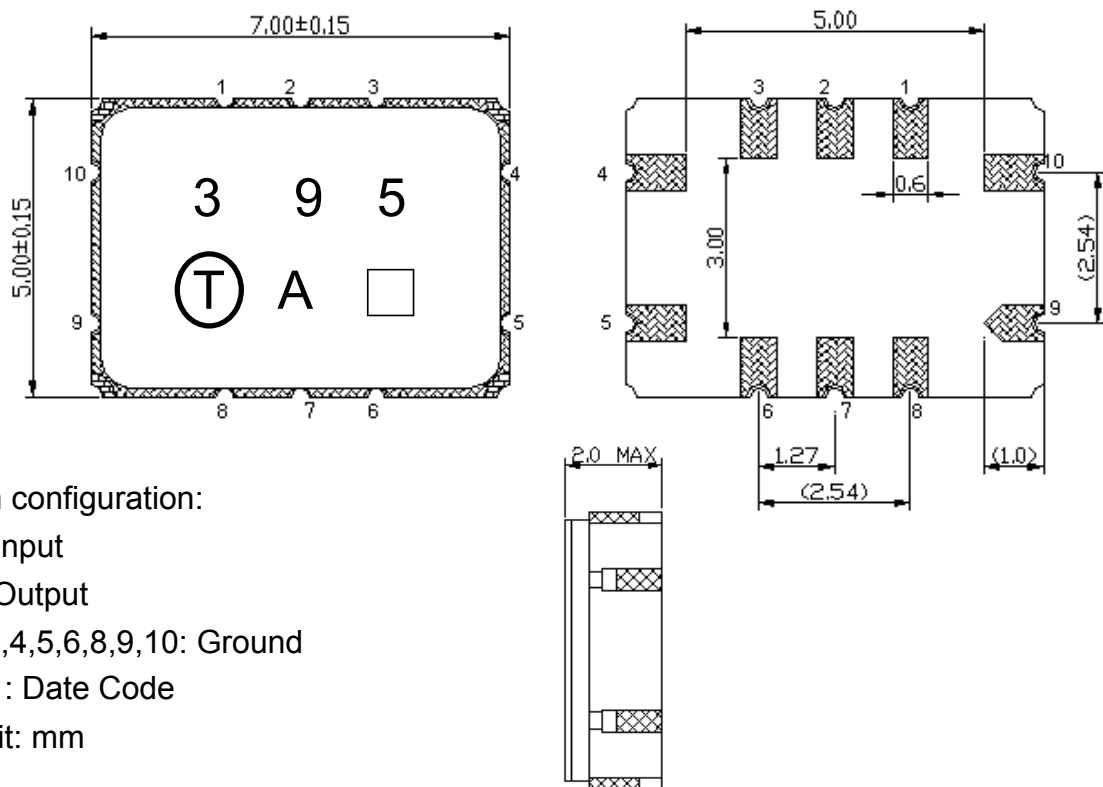 7.00±0.15
5.00
1 2 3
3 2 1
10
4
4
10
3 9 5
0.6
5.00±0.15
3.00
(2.54)
T A
9
5
5
9
8 7 6
6 7 8
2.0 MAX
1.27
(1.0)
(2.54)
configuration:
Output
,4,5,6,8,9,10: Ground
: Date Code
mm